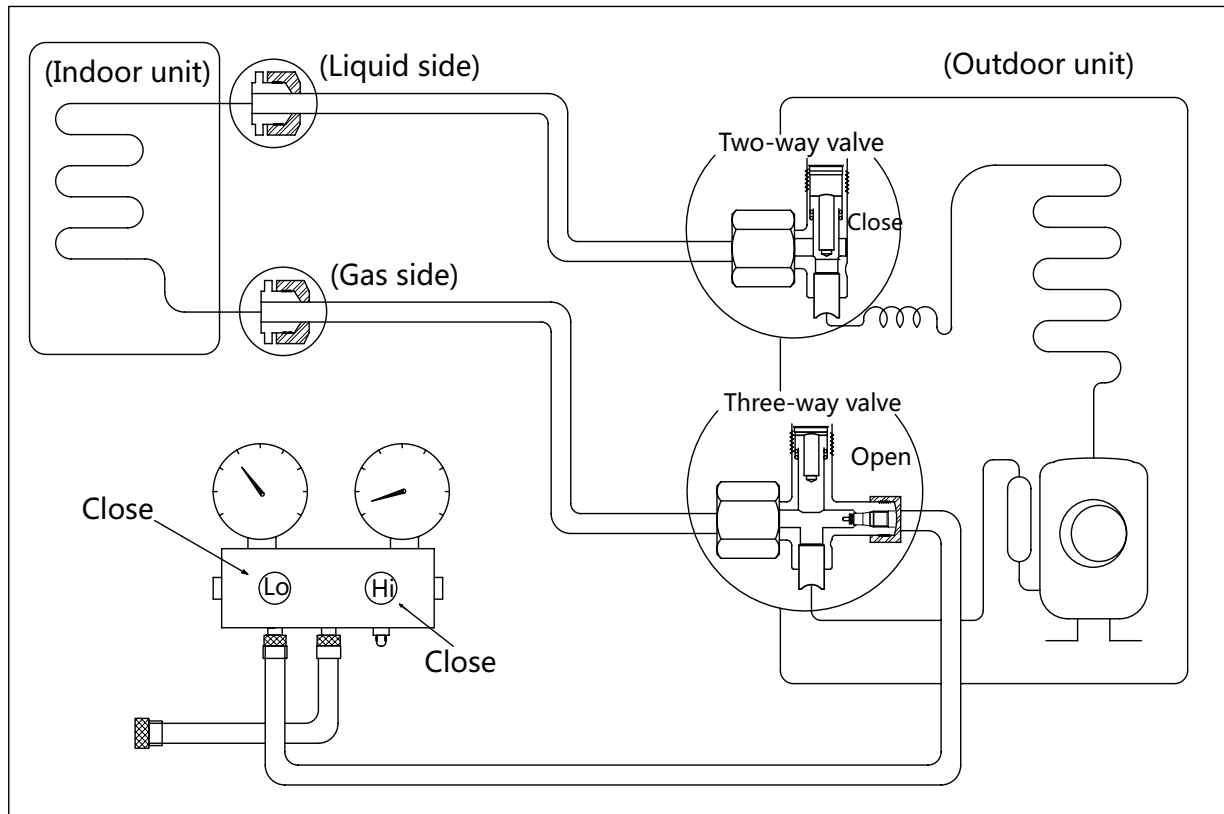 (Indoor unit)
(Liquid side)
(Outdoor unit)
Two-way valve
Close
(Gas side)
Three-way valve
Open
Close
Lo
Hi
Close